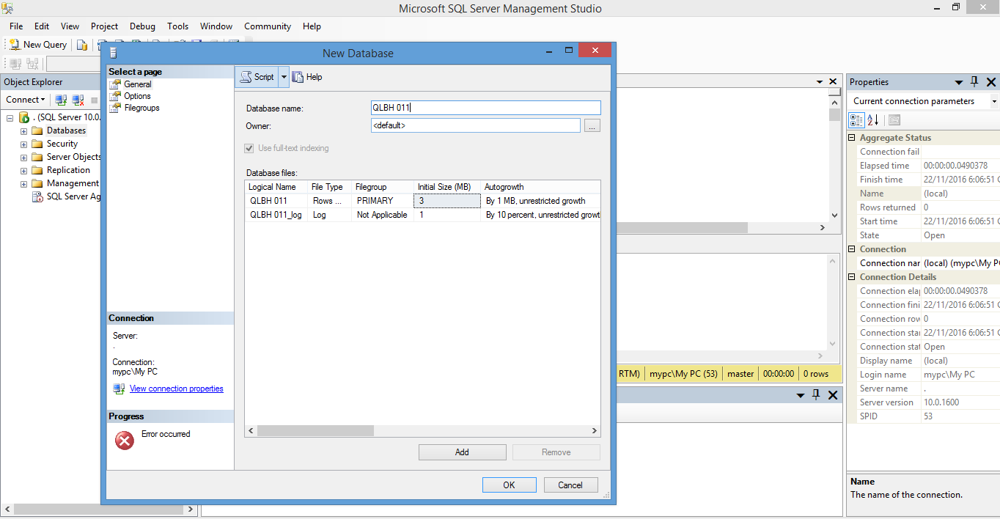 Microsoft SQL Server Management Studio
File Edit View Project Debug Tools Window Community Help
New Query
New Database
Select a page
General
Options
Filegroups
Script Help
Database name: QLBH 011
Owner: <default> ...
Use full-text indexing
Database files:
Logical Name File Type Filegroup Initial Size (MB) Autogrowth
QLBH 011 Rows ... PRIMARY 3 By 1 MB, unrestricted growth
QLBH 011_log Log Not Applicable 1 By 10 percent, unrestricted growt
Connection
Server:
.
Connection:
mypc\My PC
View connection properties
Progress
Error occurred
Add Remove
OK Cancel
Object Explorer
Connect
. (SQL Server 10.0.
Databases
Security
Server Objects
Replication
Management
SQL Server Ag
RTM) mypc\My PC (53) master 00:00:00 0 rows
Properties
Current connection parameters
Aggregate Status
Connection fail
Elapsed time 00:00:00.0490378
Finish time 22/11/2016 6:06:51
Name (local)
Rows returned 0
Start time 22/11/2016 6:06:51
State Open
Connection
Connection nar (local) (mypc\My P
Connection Details
Connection elap 00:00:00.0490378
Connection fini 22/11/2016 6:06:51
Connection row 0
Connection star 22/11/2016 6:06:51
Connection stat Open
Display name (local)
Login name mypc\My PC
Server name .
Server version 10.0.1600
SPID 53
Name
The name of the connection.